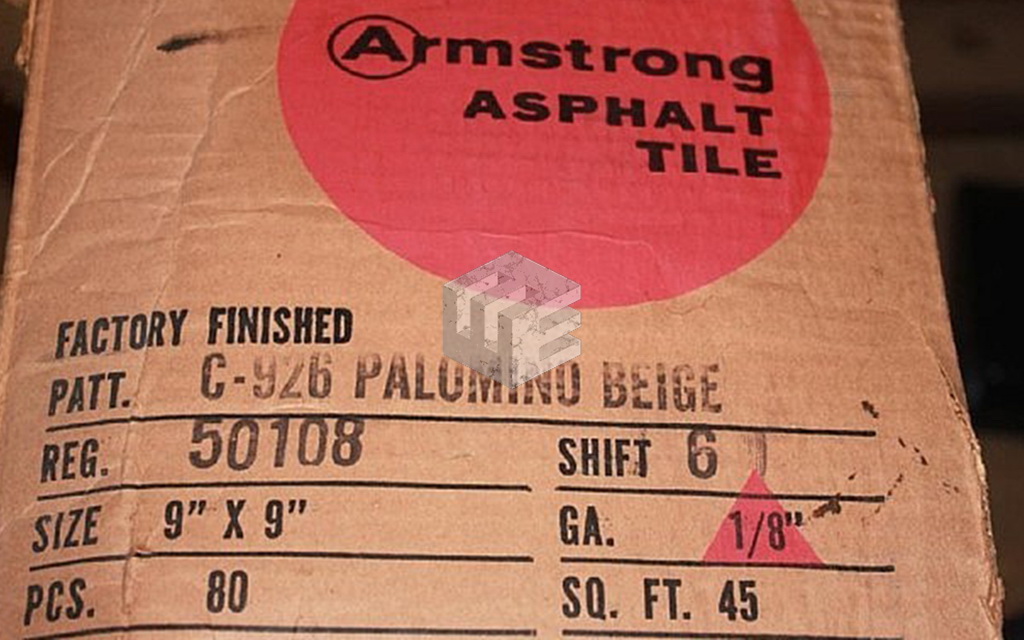 Armstrong
ASPHALT
TILE
FACTORY FINISHED
PATT. C-926 PALOMINO BEIGE
REG. 50108 SHIFT 6
SIZE 9" X 9" GA. 1/8"
PCS. 80 SQ. FT. 45